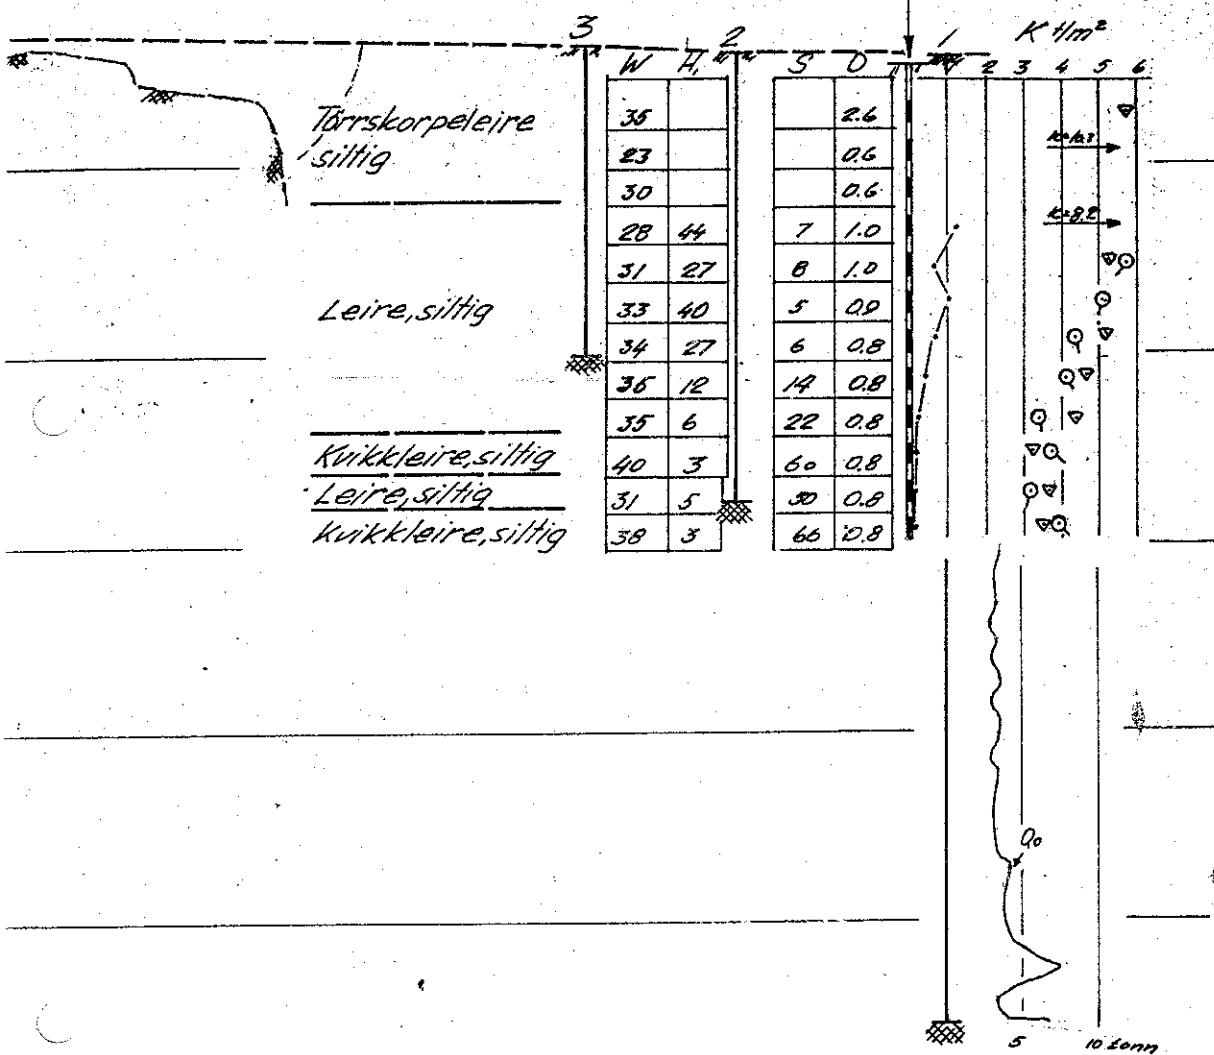 3
2
1
K t/m²
W H₁ S O
2 3 4 5 6
Tørrskorpeleire
siltig
35 2.6
23 0.6
K=10.3
30 0.6
28 44 7 1.0
K=8.2
31 27 8 1.0
Leire, siltig
33 40 5 0.9
34 27 6 0.8
36 12 14 0.8
35 6 22 0.8
Kvikkleire, siltig
40 3 60 0.8
Leire, siltig
31 5 30 0.8
Kvikkleire, siltig
38 3 66 0.8
Q₀
5 10 tonn